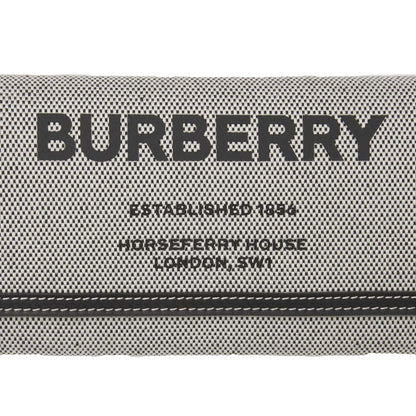 BURBERRY
ESTABLISHED 1856
HORSEFERRY HOUSE
LONDON, SW1